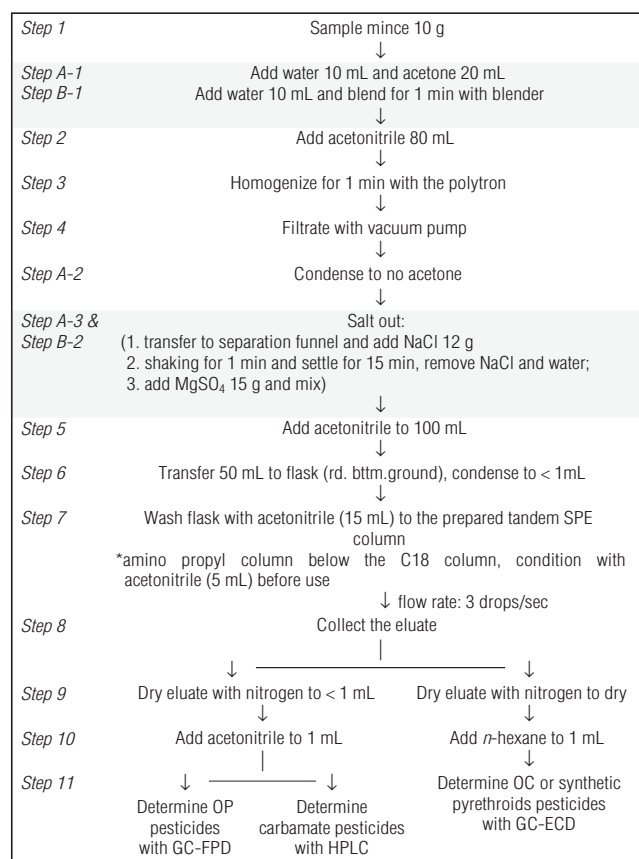 Step 1 Sample mince 10 g
↓
Step A-1 Add water 10 mL and acetone 20 mL
Step B-1 Add water 10 mL and blend for 1 min with blender
↓
Step 2 Add acetonitrile 80 mL
↓
Step 3 Homogenize for 1 min with the polytron
↓
Step 4 Filtrate with vacuum pump
↓
Step A-2 Condense to no acetone
↓
Step A-3 & Salt out:
Step B-2 (1. transfer to separation funnel and add NaCl 12 g
2. shaking for 1 min and settle for 15 min, remove NaCl and water;
3. add MgSO₄ 15 g and mix)
↓
Step 5 Add acetonitrile to 100 mL
↓
Step 6 Transfer 50 mL to flask (rd. bttm.ground), condense to < 1mL
↓
Step 7 Wash flask with acetonitrile (15 mL) to the prepared tandem SPE
column
*amino propyl column below the C18 column, condition with
acetonitrile (5 mL) before use
↓ flow rate: 3 drops/sec
Step 8 Collect the eluate
↓ ↓
Step 9 Dry eluate with nitrogen to < 1 mL Dry eluate with nitrogen to dry
↓ ↓
Step 10 Add acetonitrile to 1 mL Add n-hexane to 1 mL
↓ ↓ ↓
Step 11 Determine OC or synthetic
Determine OP Determine pyrethroids pesticides
pesticides carbamate pesticides with GC-ECD
with GC-FPD with HPLC